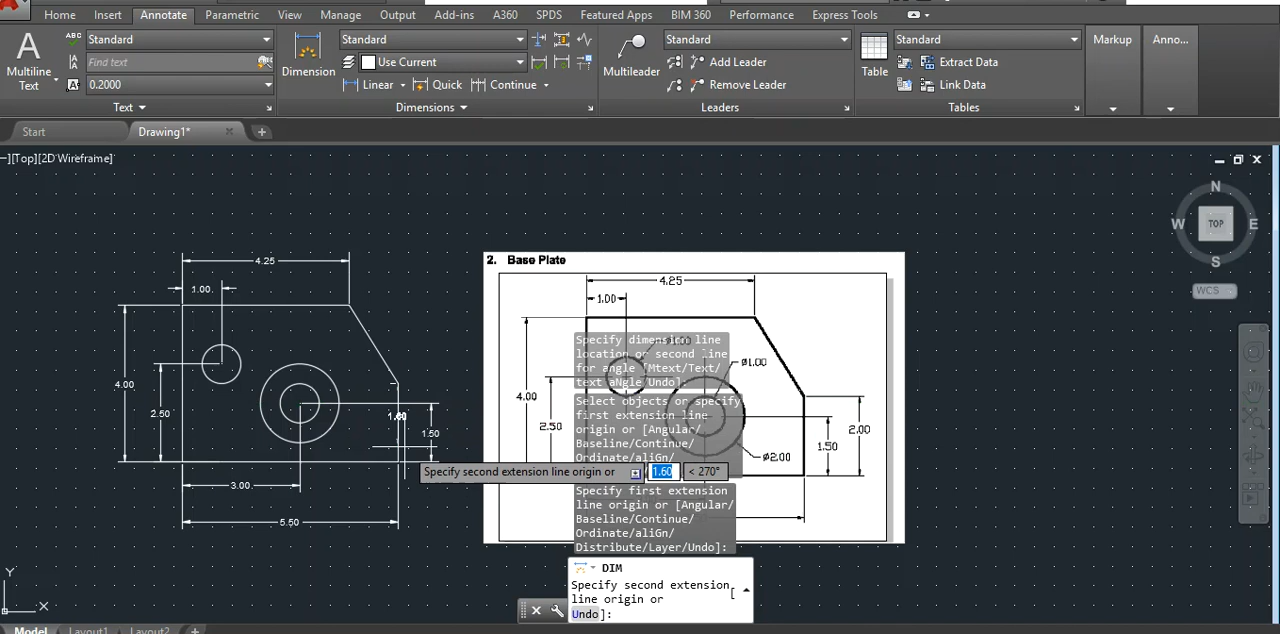 Home Insert Annotate Parametric View Manage Output Add-ins A360 SPDS Featured Apps BIM 360 Performance Express Tools
A
Multiline
Text
ABC
Standard
Find text
0.2000
Text
Dimension
Standard
Use Current
Linear Quick Continue
Dimensions
Multileader
Standard
Add Leader
Remove Leader
Leaders
Table
Standard
Extract Data
Link Data
Tables
Markup
Anno...
Start Drawing1*
–][Top][2D Wireframe]
N
W TOP E
S
WCS
4.25
1.00
4.00
2.50
1.60
1.50
3.00
5.50
2. Base Plate
4.25
1.00
ø1.00
4.00
2.50
2.00
1.50
ø2.00
Specify dimension line
location or second line
for angle [Mtext/Text/
text aNgle Undo]:
Select objects or specify
first extension line
origin or [Angular/
Baseline/Continue/
Ordinate/aliGn/
Specify second extension line origin or 1.60 < 270°
Specify first extension
line origin or [Angular/
Baseline/Continue/
Ordinate/aliGn/
Distribute/Layer/Undo]:
DIM
Specify second extension
line origin or [
Undo]:
Y
X
Model Layout1 Layout2 +